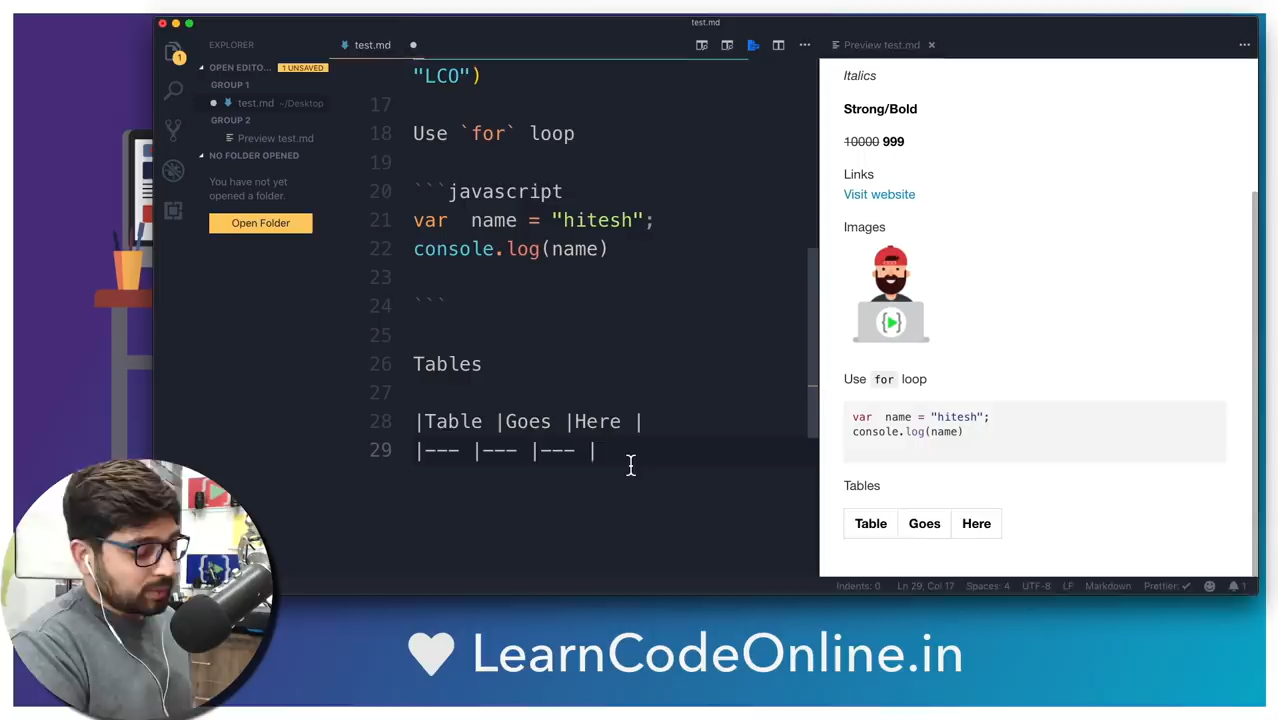 test.md
EXPLORER
test.md
Preview test.md
OPEN EDITO... 1 UNSAVED
GROUP 1
test.md ~/Desktop
GROUP 2
Preview test.md
NO FOLDER OPENED
You have not yet
opened a folder.
Open Folder
1
"LCO")
17
18 Use `for` loop
19
20 ```javascript
21 var  name = "hitesh";
22 console.log(name)
23
24 ```
25
26 Tables
27
28 |Table |Goes |Here |
29 |--- |--- |--- |
Italics
Strong/Bold
10000 999
Links
Visit website
Images
Use for loop
var  name = "hitesh";
console.log(name)
Tables
Table Goes Here
Indents: 0 Ln 29, Col 17 Spaces: 4 UTF-8 LF Markdown Prettier: ✓ 1
LearnCodeOnline.in